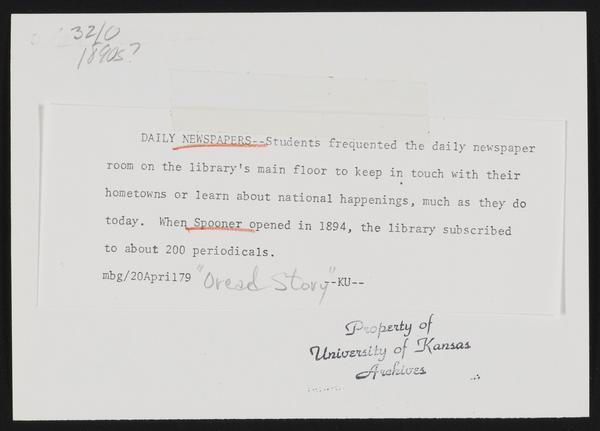 32/0
1890s?
DAILY NEWSPAPERS--Students frequented the daily newspaper
room on the library's main floor to keep in touch with their
hometowns or learn about national happenings, much as they do
today. When Spooner opened in 1894, the library subscribed
to about 200 periodicals.
mbg/20April79 "Oread Story" --KU--
Property of
University of Kansas
Archives